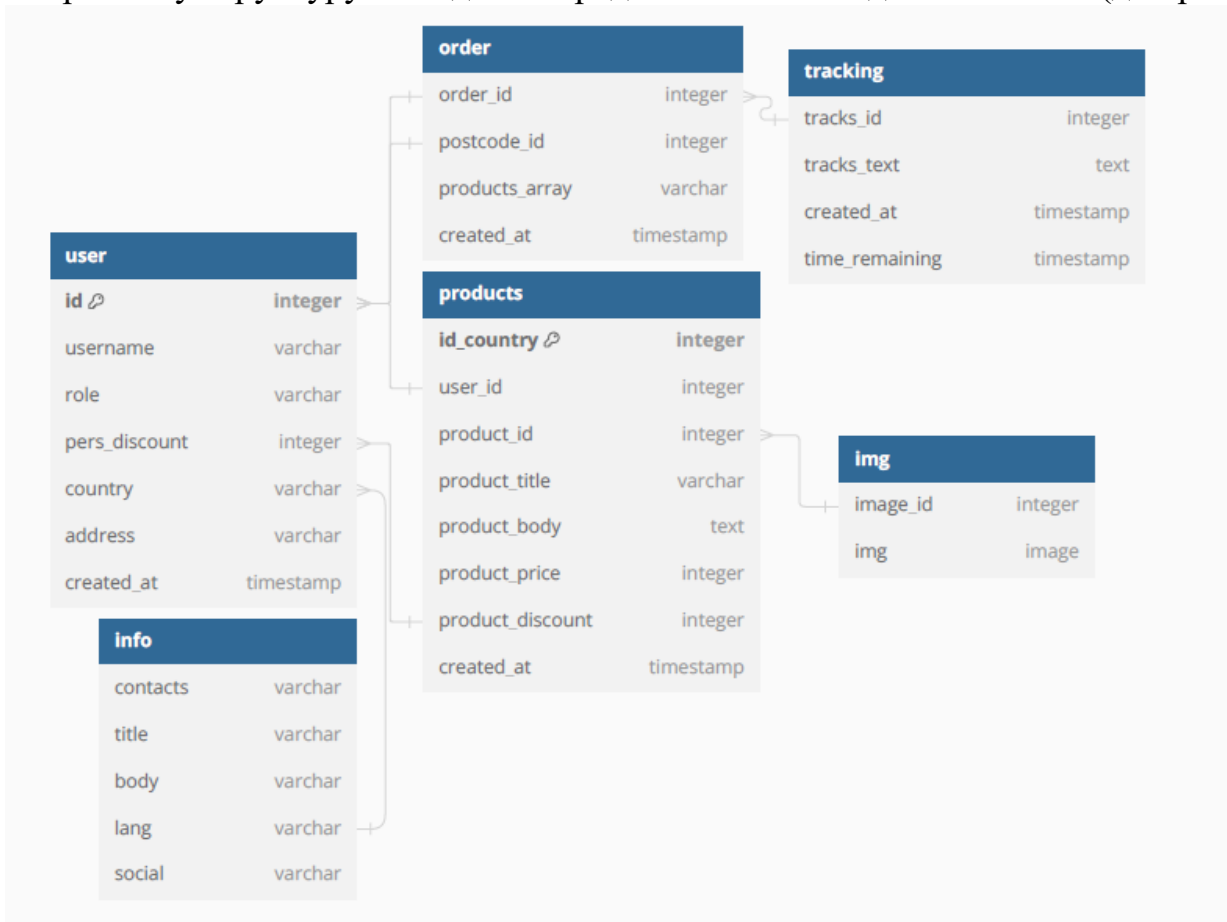 order
order_id integer
postcode_id integer
products_array varchar
created_at timestamp
tracking
tracks_id integer
tracks_text text
created_at timestamp
time_remaining timestamp
user
id integer
username varchar
role varchar
pers_discount integer
country varchar
address varchar
created_at timestamp
products
id_country integer
user_id integer
product_id integer
product_title varchar
product_body text
product_price integer
product_discount integer
created_at timestamp
img
image_id integer
img image
info
contacts varchar
title varchar
body varchar
lang varchar
social varchar